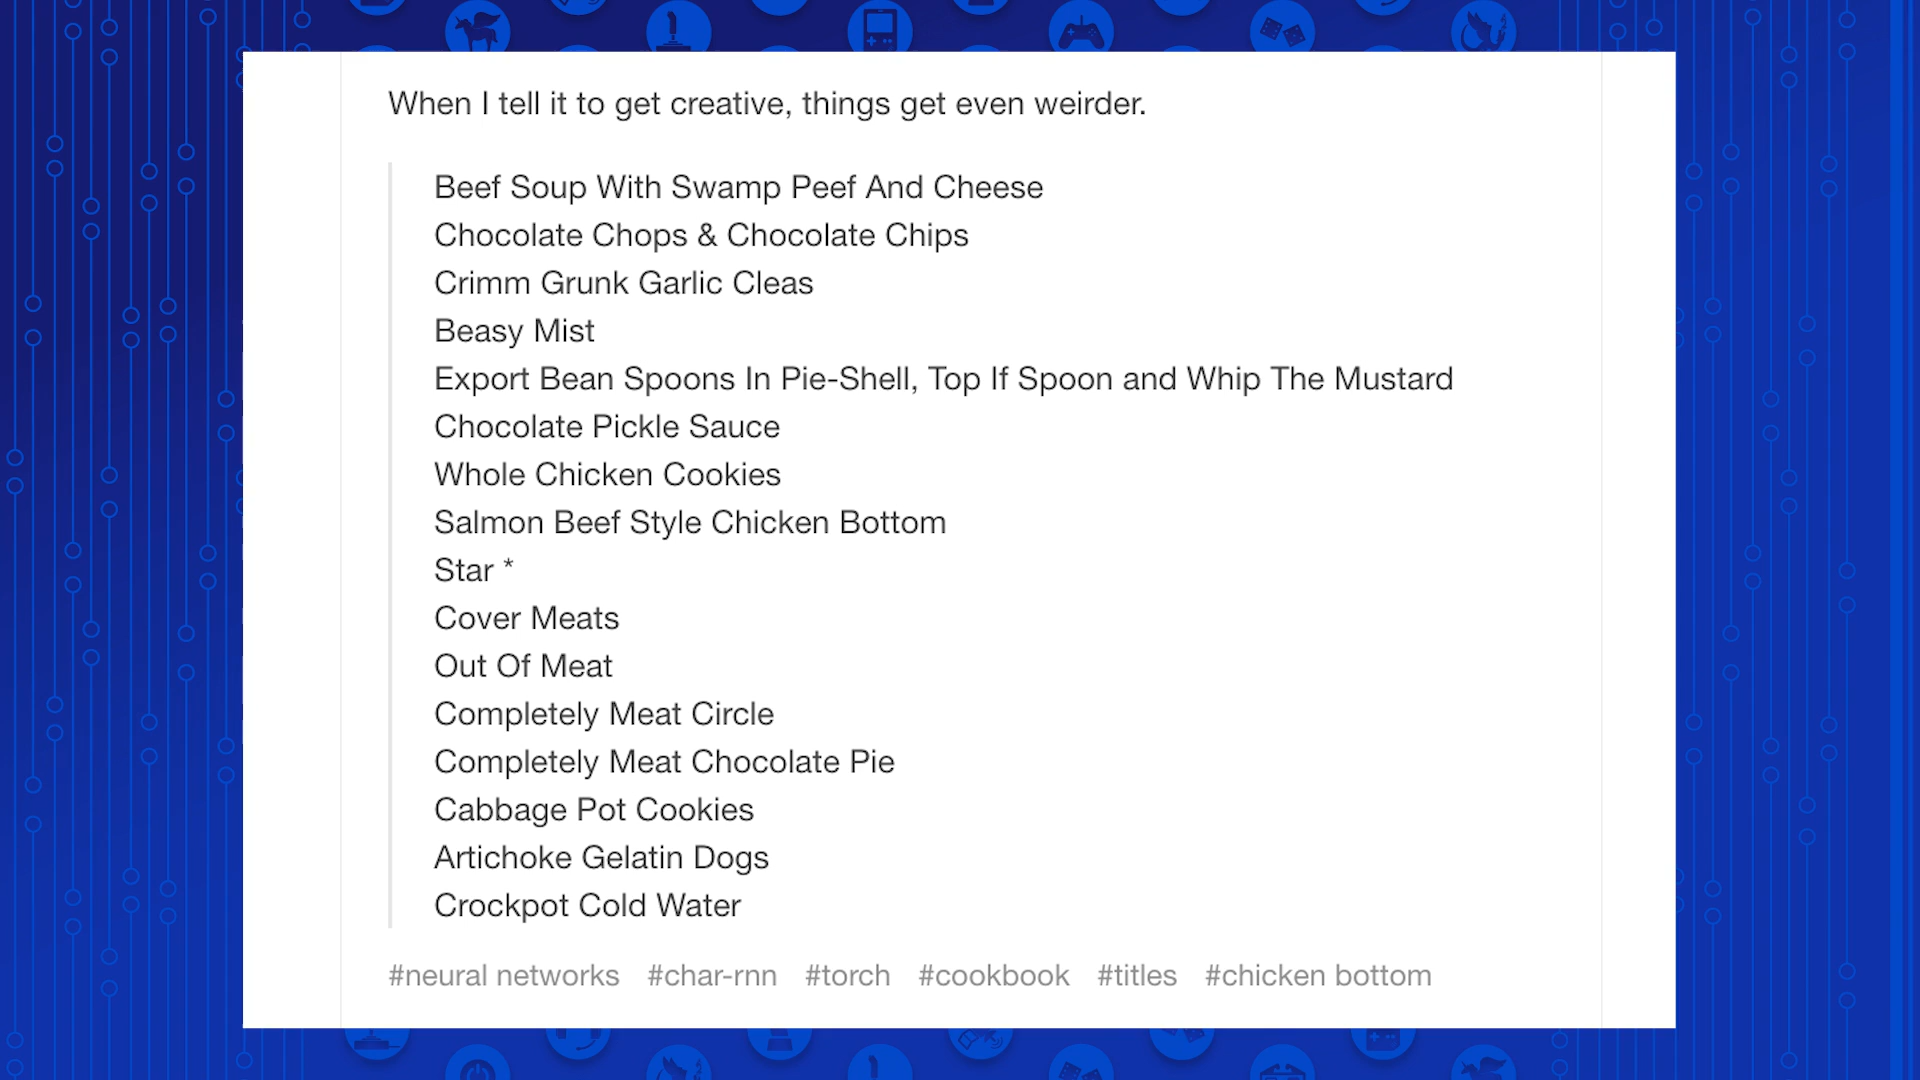 When I tell it to get creative, things get even weirder.
Beef Soup With Swamp Peef And Cheese
Chocolate Chops & Chocolate Chips
Crimm Grunk Garlic Cleas
Beasy Mist
Export Bean Spoons In Pie-Shell, Top If Spoon and Whip The Mustard
Chocolate Pickle Sauce
Whole Chicken Cookies
Salmon Beef Style Chicken Bottom
Star *
Cover Meats
Out Of Meat
Completely Meat Circle
Completely Meat Chocolate Pie
Cabbage Pot Cookies
Artichoke Gelatin Dogs
Crockpot Cold Water
#neural networks #char-rnn #torch #cookbook #titles #chicken bottom